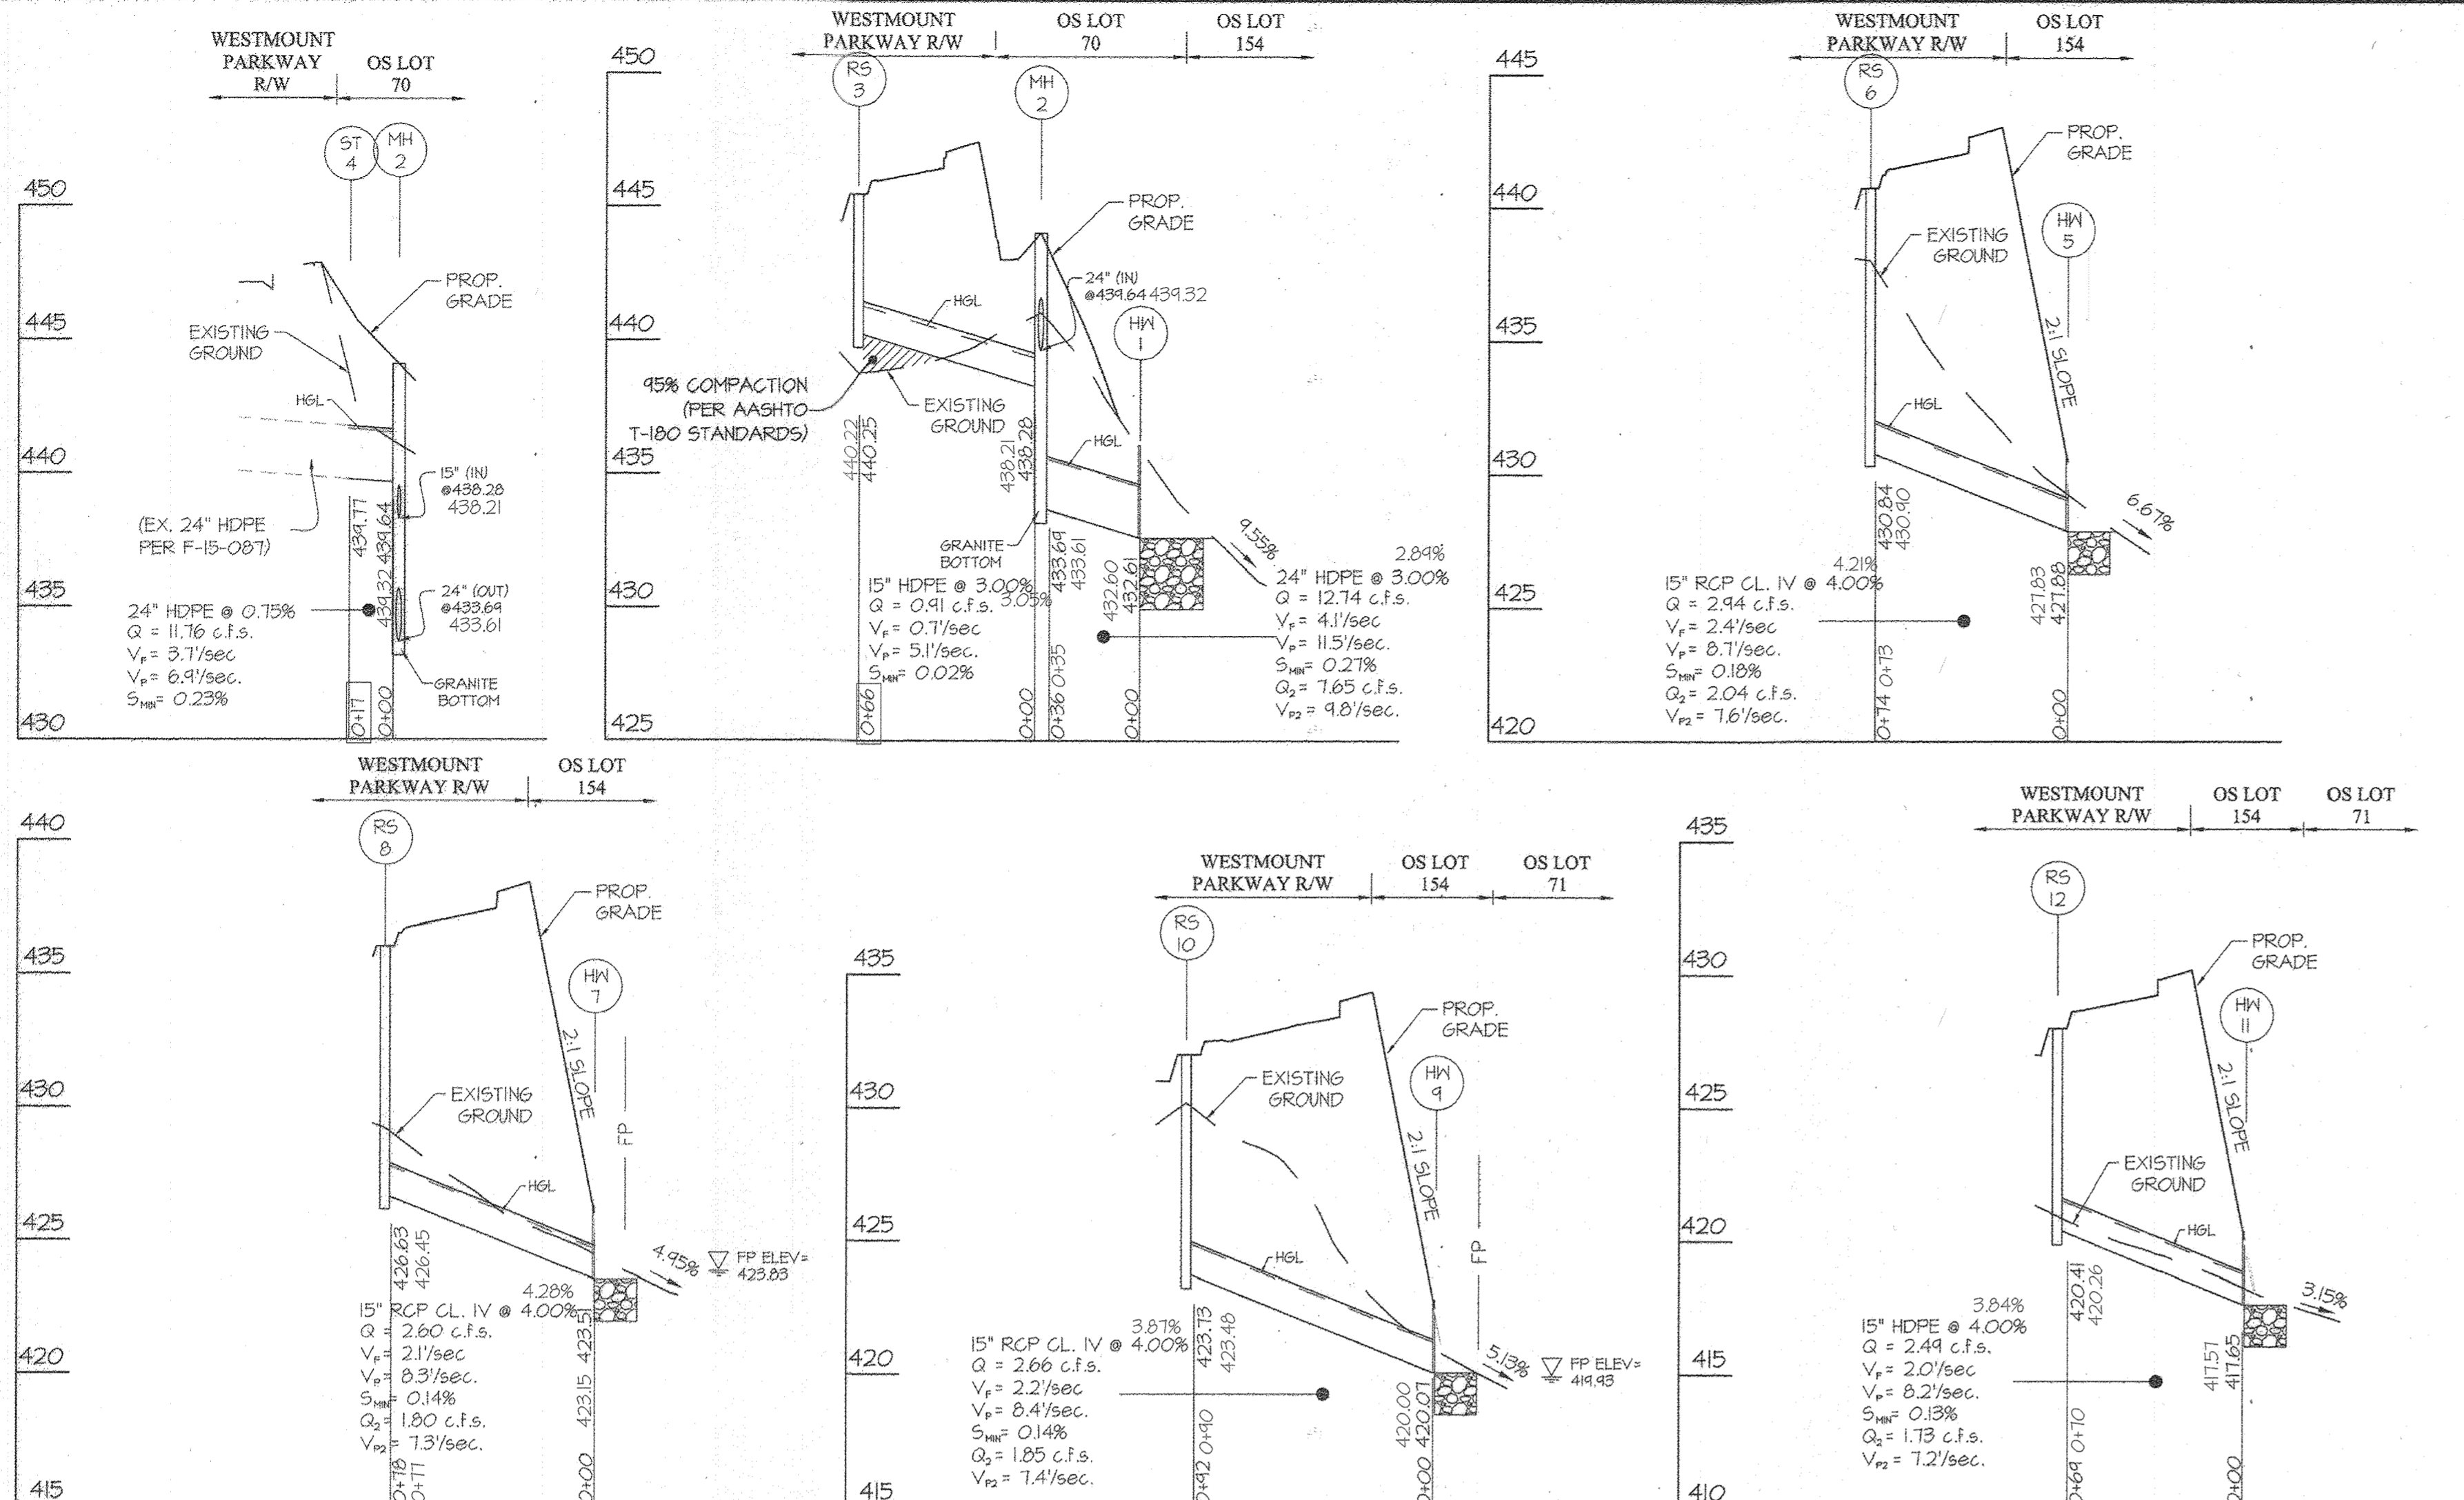 WESTMOUNT
PARKWAY
R/W
OS LOT
70
ST
4
MH
2
450
445
440
435
430
PROP.
GRADE
EXISTING
GROUND
HGL
15" (IN)
@438.28
438.21
(EX. 24" HDPE
PER F-15-087)
439.77
439.32 439.64
24" (OUT)
@433.69
433.61
24" HDPE @ 0.75%
Q = 11.76 c.f.s.
VF = 3.7'/sec
VP = 6.9'/sec.
SMIN= 0.23%
GRANITE
BOTTOM
0+17
0+00
WESTMOUNT
PARKWAY R/W
OS LOT
70
OS LOT
154
RS
3
MH
2
HW
1
450
445
440
435
430
425
PROP.
GRADE
24" (IN)
@439.64 439.32
HGL
95% COMPACTION
(PER AASHTO
T-180 STANDARDS)
EXISTING
GROUND
440.22
440.25
438.21
438.28
HGL
GRANITE
BOTTOM
433.69
433.61
432.60
432.61
9.55%
15" HDPE @ 3.00%
3.05%
Q = 0.91 c.f.s.
VF = 0.7'/sec
VP = 5.1'/sec.
SMIN= 0.02%
2.89%
24" HDPE @ 3.00%
Q = 12.74 c.f.s.
VF = 4.1'/sec
VP = 11.5'/sec.
SMIN= 0.27%
Q2 = 7.65 c.f.s.
VP2 = 9.8'/sec.
0+66
0+00
0+36 0+35
0+00
WESTMOUNT
PARKWAY R/W
OS LOT
154
RS
6
HW
5
445
440
435
430
425
420
PROP.
GRADE
EXISTING
GROUND
2:1 SLOPE
HGL
6.67%
430.84
430.90
427.83
427.88
4.21%
15" RCP CL. IV @ 4.00%
Q = 2.94 c.f.s.
VF = 2.4'/sec
VP = 8.7'/sec.
SMIN= 0.18%
Q2 = 2.04 c.f.s.
VP2 = 7.6'/sec.
0+74 0+73
0+00
WESTMOUNT
PARKWAY R/W
OS LOT
154
RS
8
HW
7
440
435
430
425
420
415
PROP.
GRADE
2:1 SLOPE
FP
EXISTING
GROUND
HGL
426.63
426.45
4.95%
FP ELEV=
423.83
4.28%
15" RCP CL. IV @ 4.00%
Q = 2.60 c.f.s.
VF = 2.1'/sec
VP = 8.3'/sec.
SMIN= 0.14%
Q2 = 1.80 c.f.s.
VP2 = 7.3'/sec.
423.15 423.51
0+78
0+77
0+00
WESTMOUNT
PARKWAY R/W
OS LOT
154
OS LOT
71
RS
10
HW
9
435
430
425
420
415
PROP.
GRADE
EXISTING
GROUND
2:1 SLOPE
FP
HGL
423.73
423.48
3.87%
15" RCP CL. IV @ 4.00%
Q = 2.66 c.f.s.
VF = 2.2'/sec
VP = 8.4'/sec.
SMIN= 0.14%
Q2 = 1.85 c.f.s.
VP2 = 7.4'/sec.
5.13%
FP ELEV=
419.93
420.00
420.07
0+92 0+90
0+00
WESTMOUNT
PARKWAY R/W
OS LOT
154
OS LOT
71
RS
12
HW
11
435
430
425
420
415
410
PROP.
GRADE
2:1 SLOPE
EXISTING
GROUND
HGL
420.41
420.26
3.15%
3.84%
15" HDPE @ 4.00%
Q = 2.49 c.f.s.
VF = 2.0'/sec
VP = 8.2'/sec.
SMIN= 0.13%
Q2 = 1.73 c.f.s.
VP2 = 7.2'/sec.
417.57
417.65
0+69 0+70
0+00